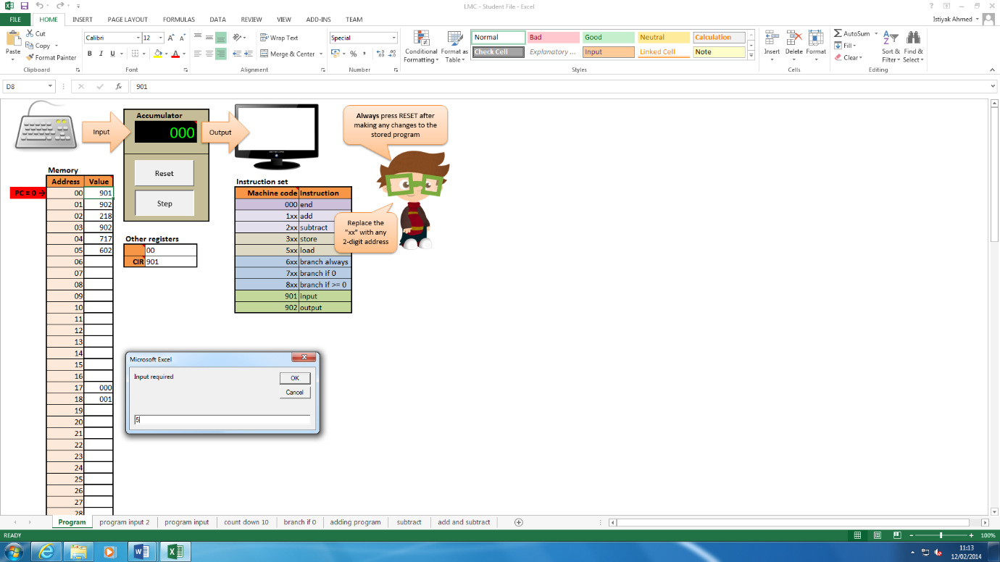 LMC - Student File - Excel
FILE HOME INSERT PAGE LAYOUT FORMULAS DATA REVIEW VIEW ADD-INS TEAM
Istiyak Ahmed
Paste
Cut
Copy
Format Painter
Clipboard
Calibri 12
Font
Wrap Text
Merge & Center
Alignment
Special
Number
Conditional Formatting
Format as Table
Normal Bad Good Neutral Calculation
Check Cell Explanatory ... Input Linked Cell Note
Styles
Insert Delete Format
Cells
AutoSum
Fill
Clear
Sort & Filter
Find & Select
Editing
D8
901
Input
Accumulator
000
Output
Reset
Step
Always press RESET after
making any changes to the
stored program
Replace the
"xx" with any
2-digit address
Memory
Address Value
PC = 0 →
00 901
01 902
02 218
03 902
04 717
05 602
06
07
08
09
10
11
12
13
14
15
16
17 000
18 001
19
20
21
22
23
24
25
26
27
28
Other registers
00
CIR 901
Instruction set
Machine code Instruction
000 end
1xx add
2xx subtract
3xx store
5xx load
6xx branch always
7xx branch if 0
8xx branch if >= 0
901 input
902 output
Microsoft Excel
Input required
OK
Cancel
5
Program program input 2 program input count down 10 branch if 0 adding program subtract add and subtract
READY
100%
11:13
12/02/2014